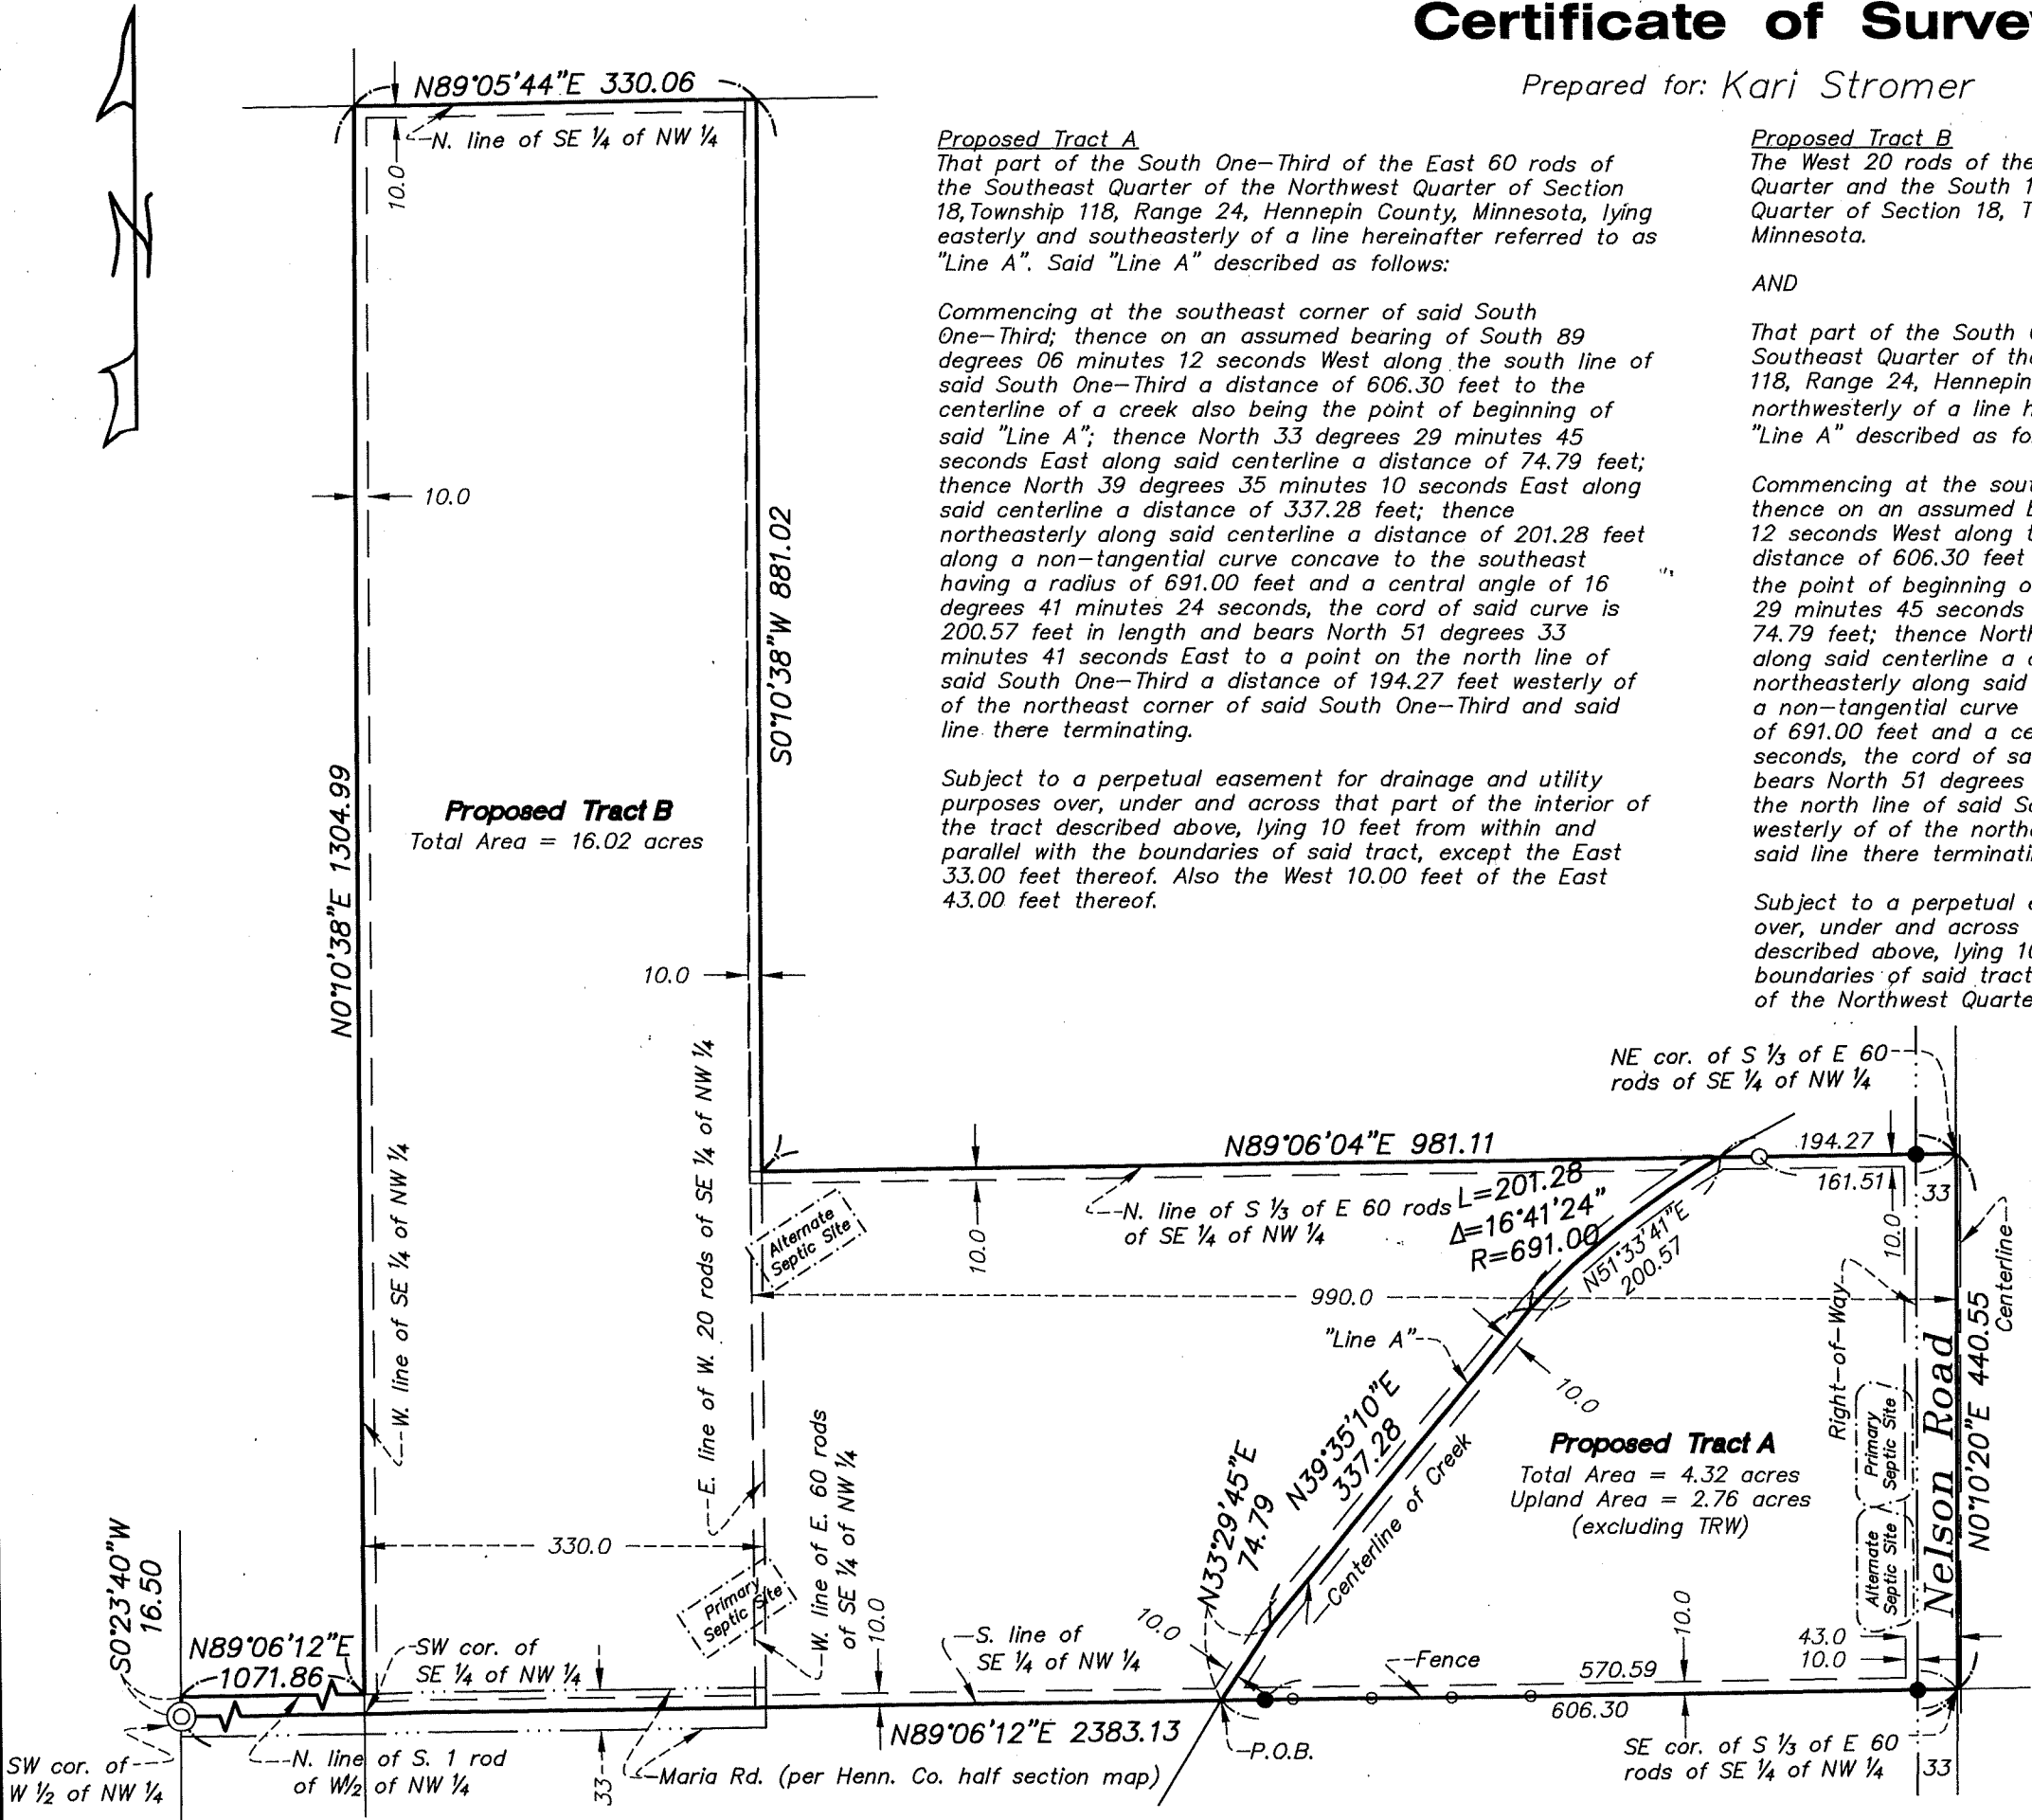 Certificate of Surve
Prepared for: Kari Stromer
N89°05'44"E 330.06
N. line of SE ¼ of NW ¼
10.0
10.0
S0°10'38"W 881.02
N0°10'38"E 1304.99
Proposed Tract B
Total Area = 16.02 acres
10.0
Proposed Tract A
That part of the South One-Third of the East 60 rods of
the Southeast Quarter of the Northwest Quarter of Section
18, Township 118, Range 24, Hennepin County, Minnesota, lying
easterly and southeasterly of a line hereinafter referred to as
"Line A". Said "Line A" described as follows:
Commencing at the southeast corner of said South
One-Third; thence on an assumed bearing of South 89
degrees 06 minutes 12 seconds West along the south line of
said South One-Third a distance of 606.30 feet to the
centerline of a creek also being the point of beginning of
said "Line A"; thence North 33 degrees 29 minutes 45
seconds East along said centerline a distance of 74.79 feet;
thence North 39 degrees 35 minutes 10 seconds East along
said centerline a distance of 337.28 feet; thence
northeasterly along said centerline a distance of 201.28 feet
along a non-tangential curve concave to the southeast
having a radius of 691.00 feet and a central angle of 16
degrees 41 minutes 24 seconds, the cord of said curve is
200.57 feet in length and bears North 51 degrees 33
minutes 41 seconds East to a point on the north line of
said South One-Third a distance of 194.27 feet westerly of
of the northeast corner of said South One-Third and said
line there terminating.
Subject to a perpetual easement for drainage and utility
purposes over, under and across that part of the interior of
the tract described above, lying 10 feet from within and
parallel with the boundaries of said tract, except the East
33.00 feet thereof. Also the West 10.00 feet of the East
43.00 feet thereof.
Proposed Tract B
The West 20 rods of the
Quarter and the South 1
Quarter of Section 18, T
Minnesota.
AND
That part of the South
Southeast Quarter of the
118, Range 24, Hennepin
northwesterly of a line h
"Line A" described as fo
Commencing at the sout
thence on an assumed b
12 seconds West along t
distance of 606.30 feet
the point of beginning o
29 minutes 45 seconds
74.79 feet; thence North
along said centerline a
northeasterly along said
a non-tangential curve
of 691.00 feet and a ce
seconds, the cord of sa
bears North 51 degrees
the north line of said So
westerly of of the northe
said line there terminati
Subject to a perpetual
over, under and across
described above, lying 10
boundaries of said tract
of the Northwest Quarte
NE cor. of S ⅓ of E 60
rods of SE ¼ of NW ¼
N89°06'04"E 981.11
194.27
161.51
33
10.0
N. line of S ⅓ of E 60 rods
of SE ¼ of NW ¼
10.0
L=201.28
Δ=16°41'24"
R=691.00
N51°33'41"E
200.57
Alternate
Septic Site
990.0
"Line A"
10.0
Right-of-Way
Centerline
Nelson Road
N0°10'20"E 440.55
Primary
Septic Site
Alternate
Septic Site
W. line of SE ¼ of NW ¼
E. line of W. 20 rods of SE ¼ of NW ¼
W. line of E. 60 rods
of SE ¼ of NW ¼
N39°35'10"E
337.28
Centerline of Creek
N33°29'45"E
74.79
Proposed Tract A
Total Area = 4.32 acres
Upland Area = 2.76 acres
(excluding TRW)
330.0
Primary
Septic Site
S0°23'40"W
16.50
N89°06'12"E
1071.86
SW cor. of
SE ¼ of NW ¼
10.0
S. line of
SE ¼ of NW ¼
10.0
Fence
570.59
606.30
10.0
43.0
10.0
N89°06'12"E 2383.13
P.O.B.
SW cor. of
W ½ of NW ¼
N. line of S. 1 rod
of W½ of NW ¼
33
Maria Rd. (per Henn. Co. half section map)
SE cor. of S ⅓ of E 60
rods of SE ¼ of NW ¼
33